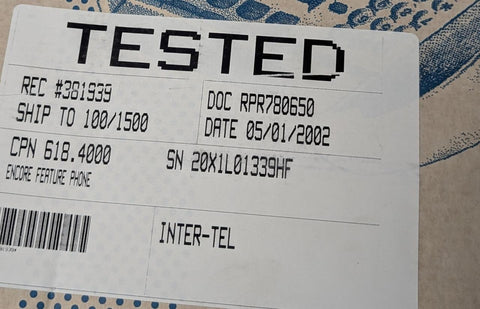 TESTED
REC #381939
DOC RPR780650
SHIP TO 100/1500
DATE 05/01/2002
CPN 618.4000
SN 20X1L01339HF
ENCORE FEATURE PHONE
INTER-TEL